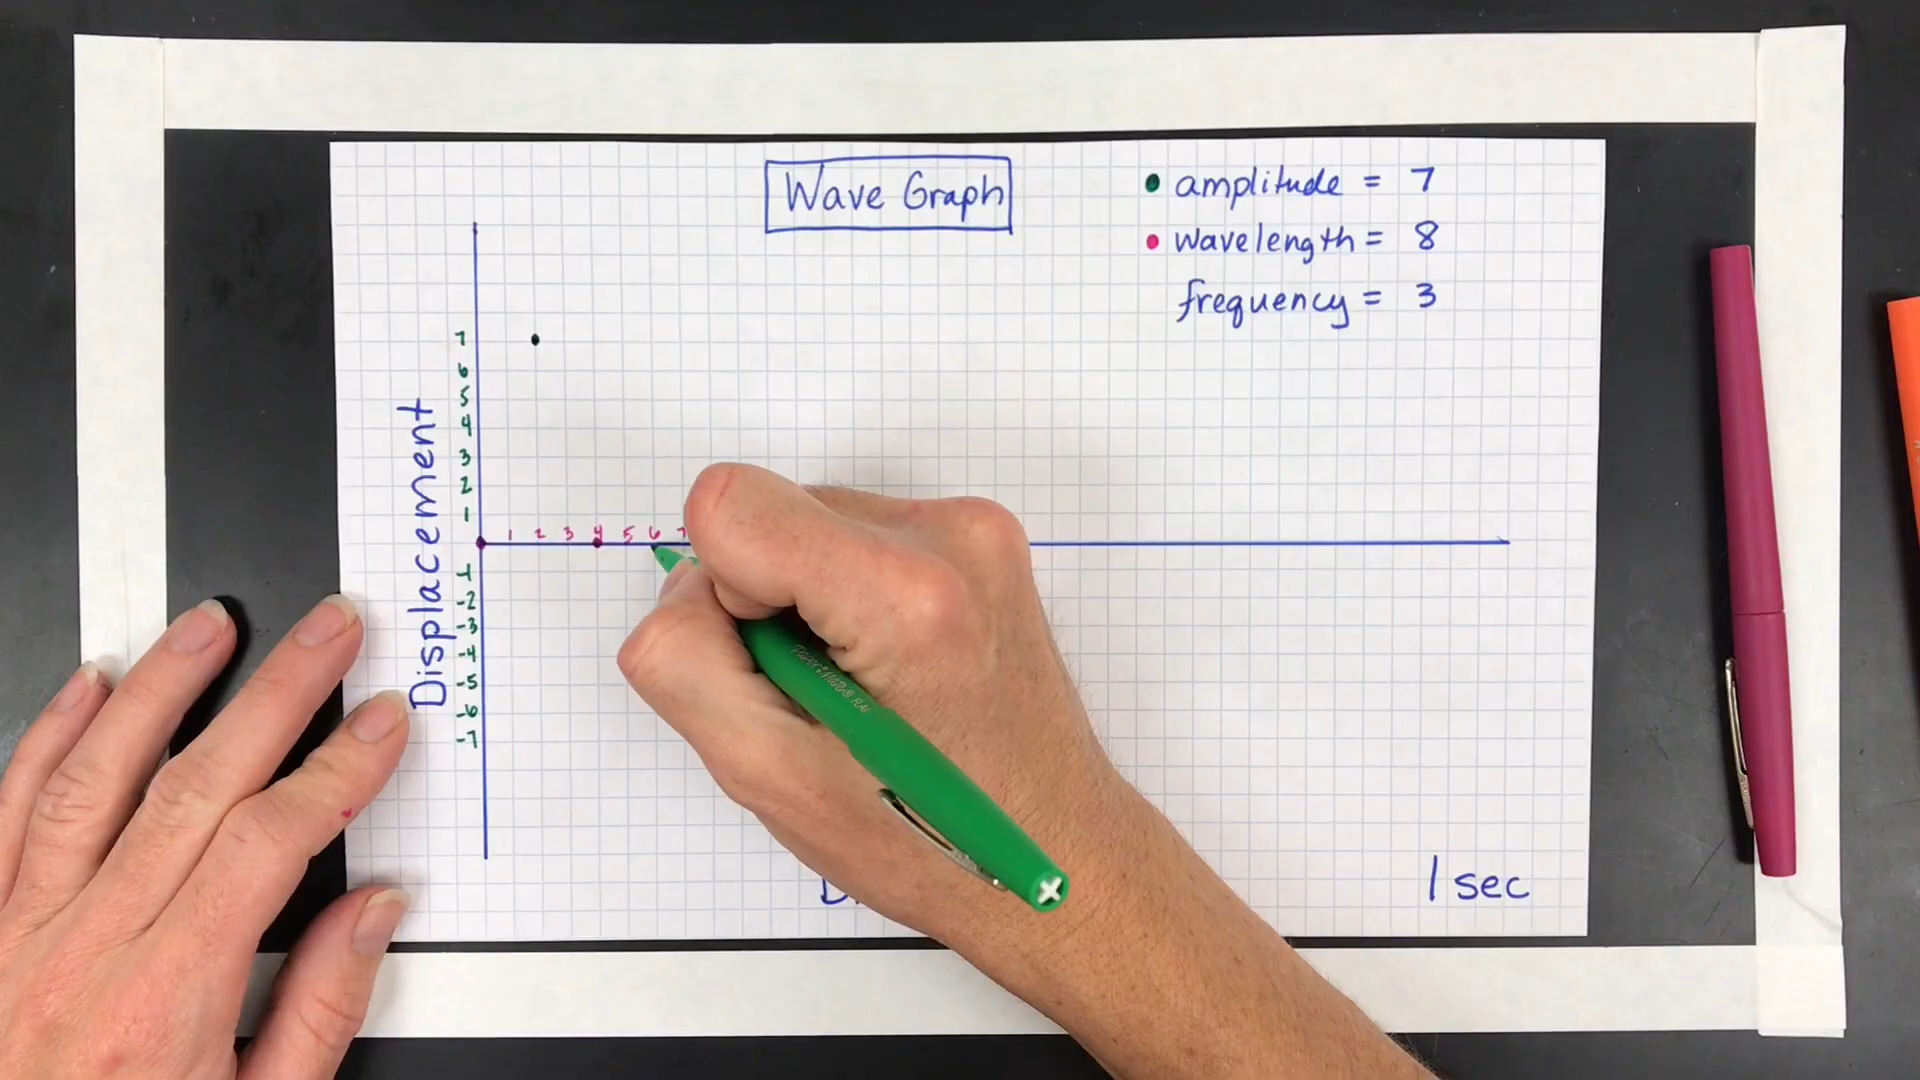 Wave Graph
amplitude = 7
wavelength = 8
frequency = 3
Displacement
7
6
5
4
3
2
1
1 2 3 4 5 6 7
-1
-2
-3
-4
-5
-6
-7
1 sec